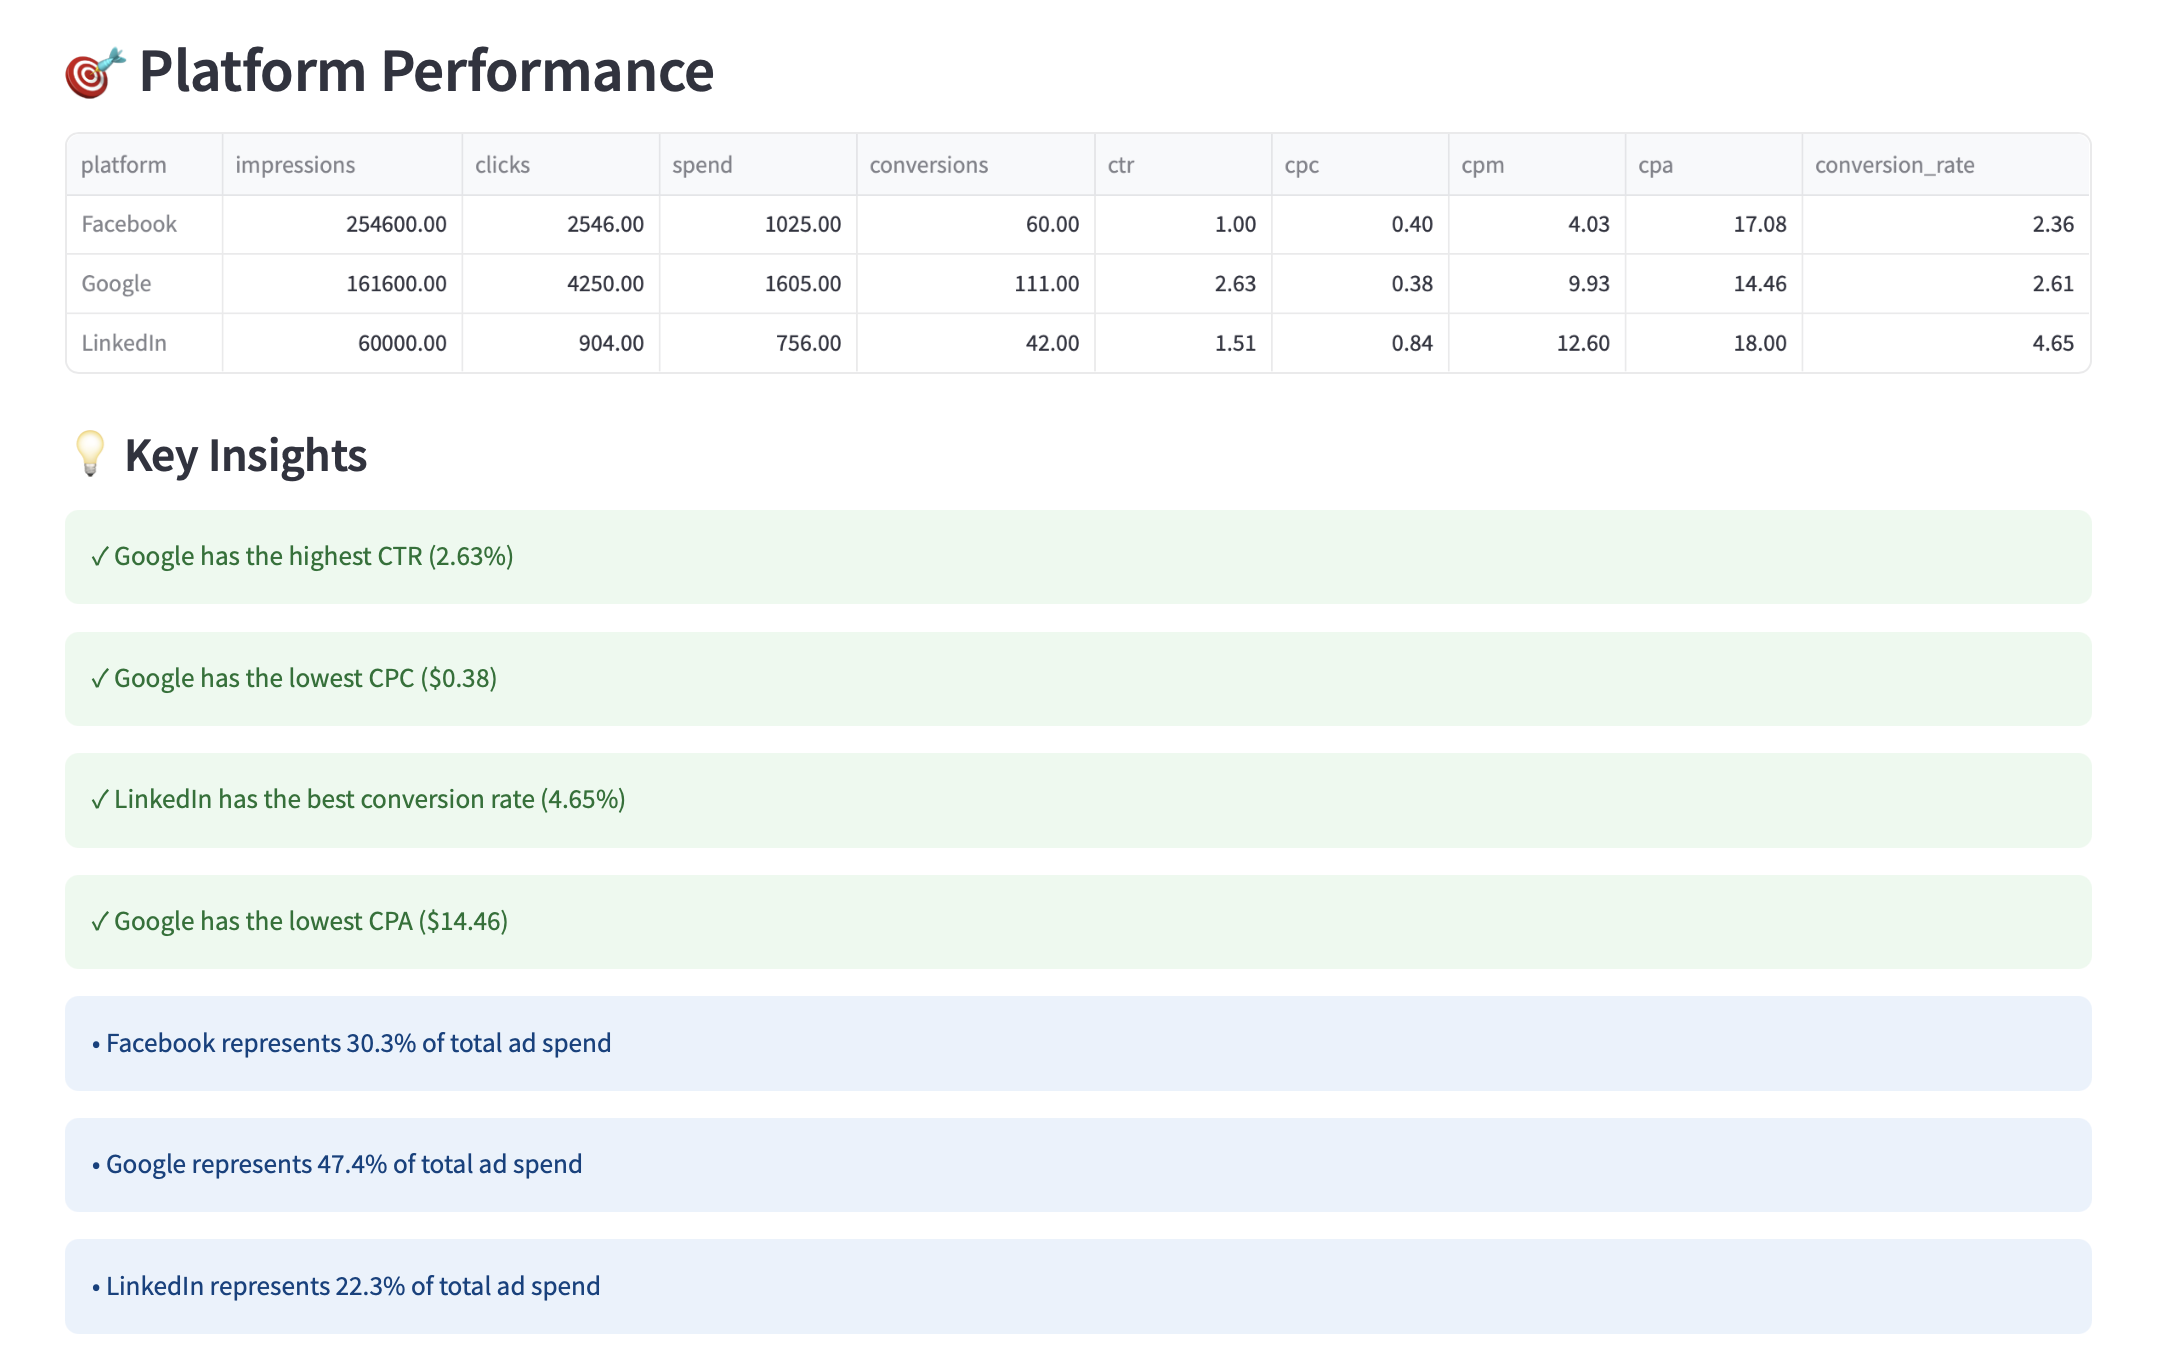 🎯 Platform Performance
platform impressions clicks spend conversions ctr cpc cpm cpa conversion_rate
Facebook 254600.00 2546.00 1025.00 60.00 1.00 0.40 4.03 17.08 2.36
Google 161600.00 4250.00 1605.00 111.00 2.63 0.38 9.93 14.46 2.61
LinkedIn 60000.00 904.00 756.00 42.00 1.51 0.84 12.60 18.00 4.65
💡 Key Insights
✓ Google has the highest CTR (2.63%)
✓ Google has the lowest CPC ($0.38)
✓ LinkedIn has the best conversion rate (4.65%)
✓ Google has the lowest CPA ($14.46)
• Facebook represents 30.3% of total ad spend
• Google represents 47.4% of total ad spend
• LinkedIn represents 22.3% of total ad spend